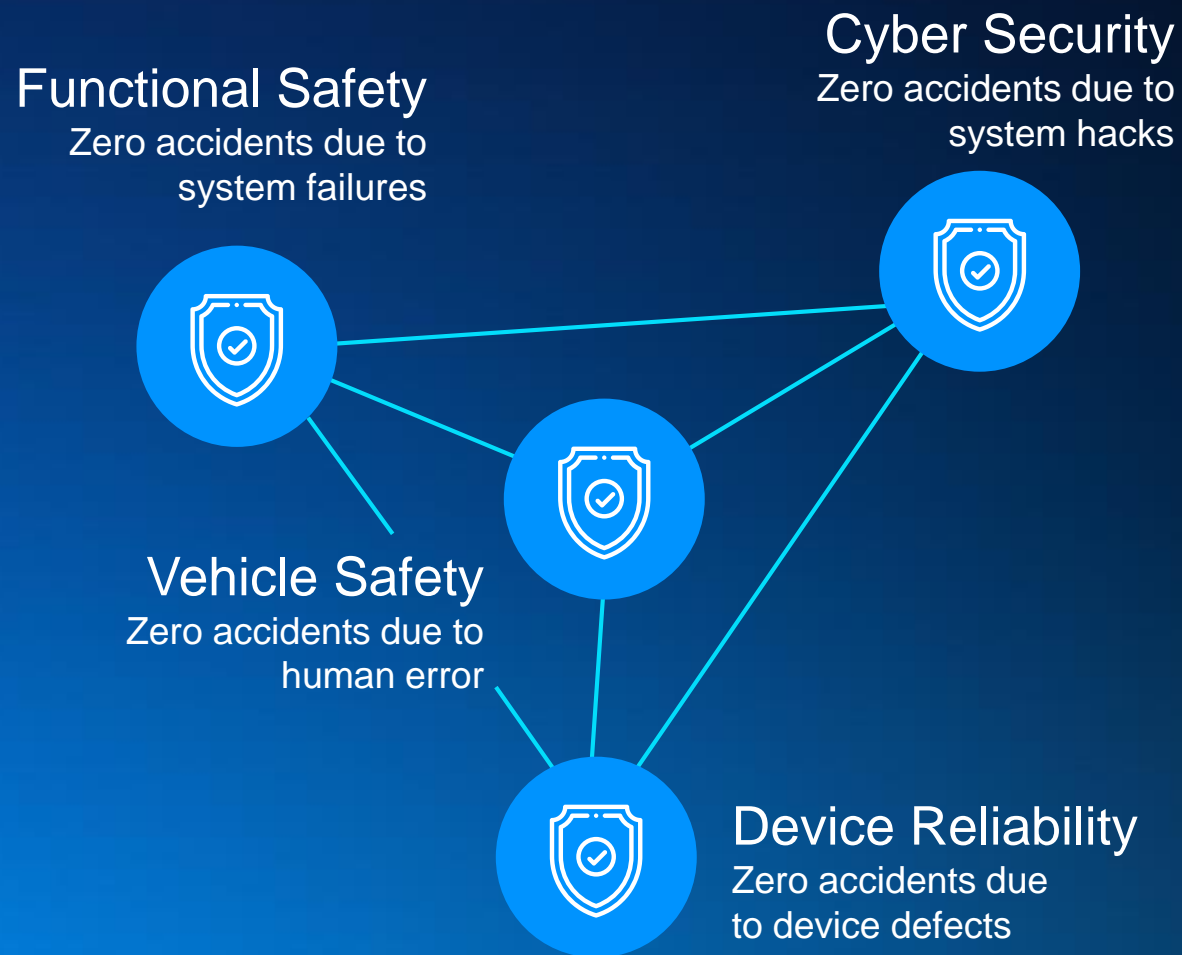 Functional Safety
Zero accidents due to
system failures
Cyber Security
Zero accidents due to
system hacks
Vehicle Safety
Zero accidents due to
human error
Device Reliability
Zero accidents due
to device defects